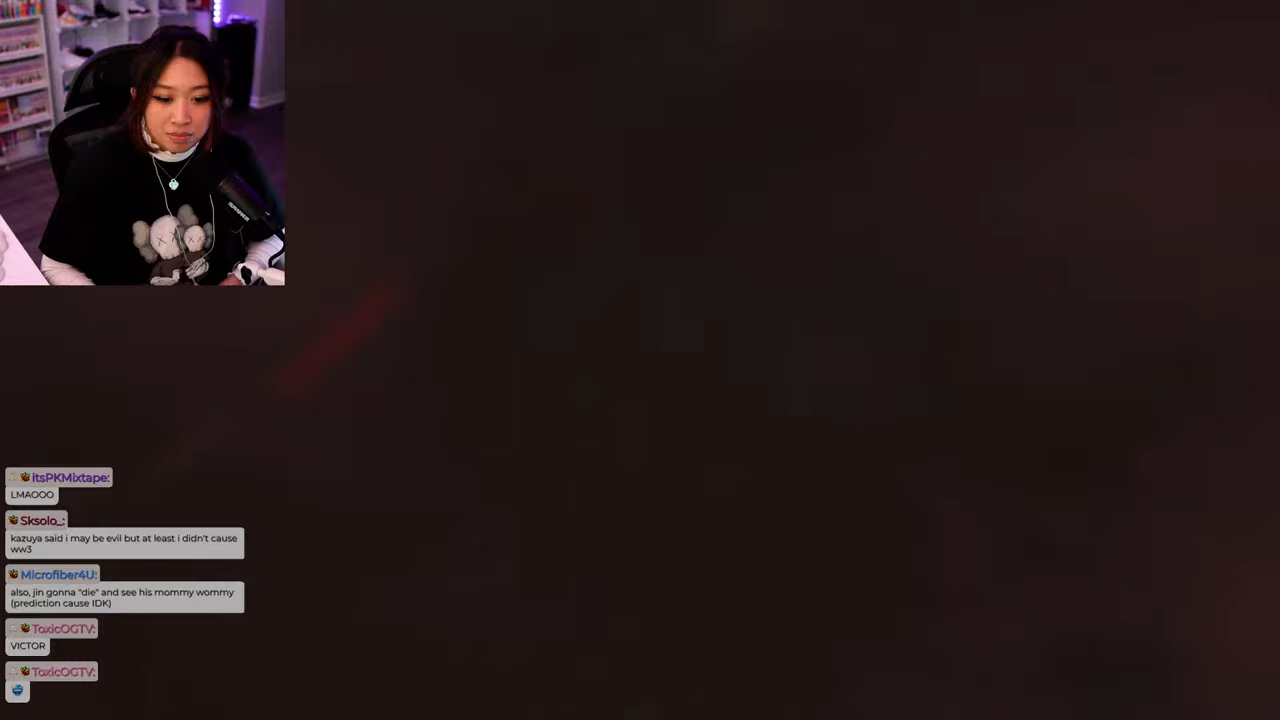 itsPKMixtape:
LMAOOO
Sksolo_:
kazuya said i may be evil but at least i didn't cause
ww3
Microfiber4U:
also, jin gonna "die" and see his mommy wommy
(prediction cause IDK)
ToxicOGTV:
VICTOR
ToxicOGTV: